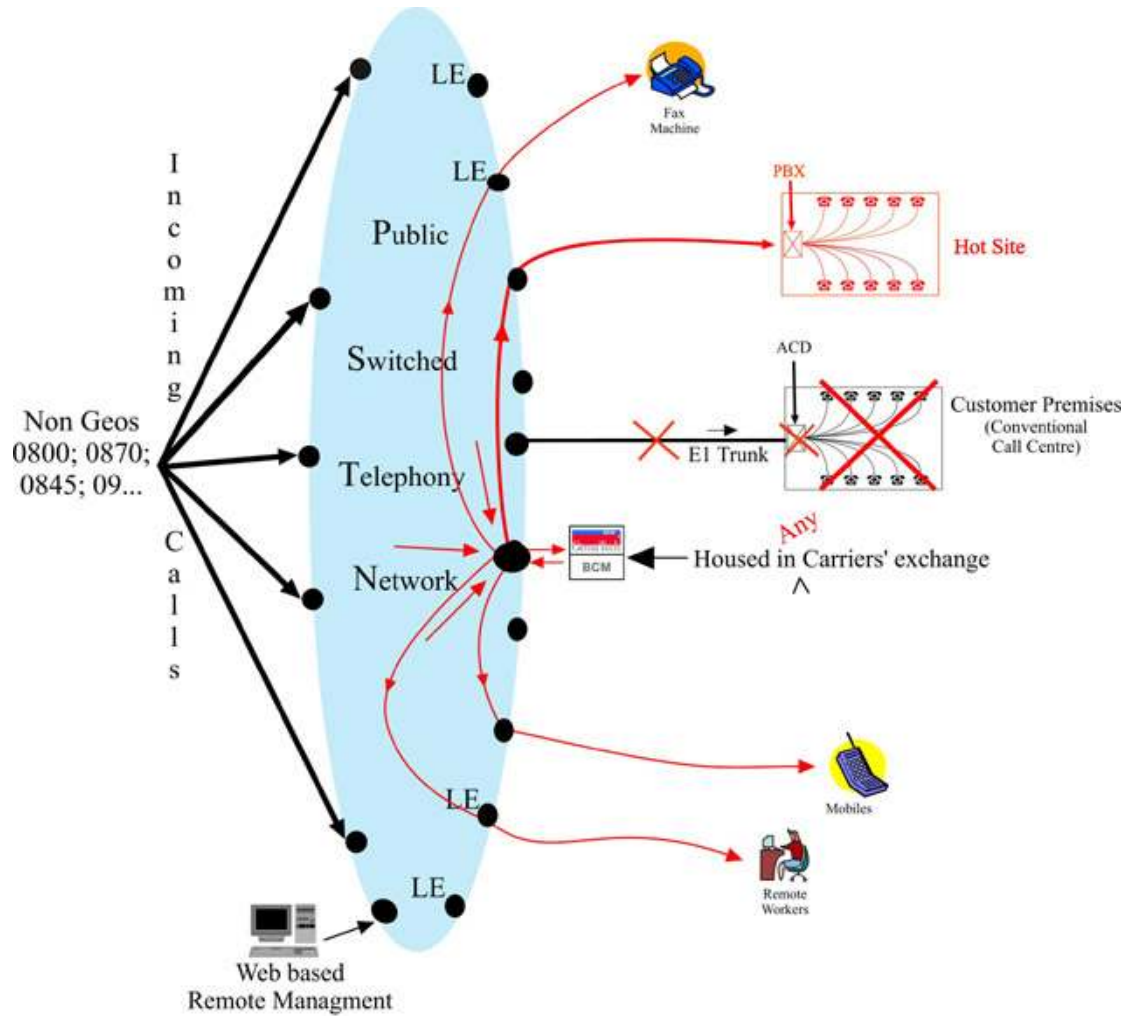 LE
Fax
Machine
LE
PBX
Incoming
Public
Hot Site
ACD
Switched
Customer Premises
(Conventional
Call Centre)
Non Geos
0800; 0870;
0845; 09...
E1 Trunk
Telephony
Any
Housed in Carriers' exchange
^
BCM
Network
Calls
LE
Mobiles
Remote
Workers
LE
Web based
Remote Managment